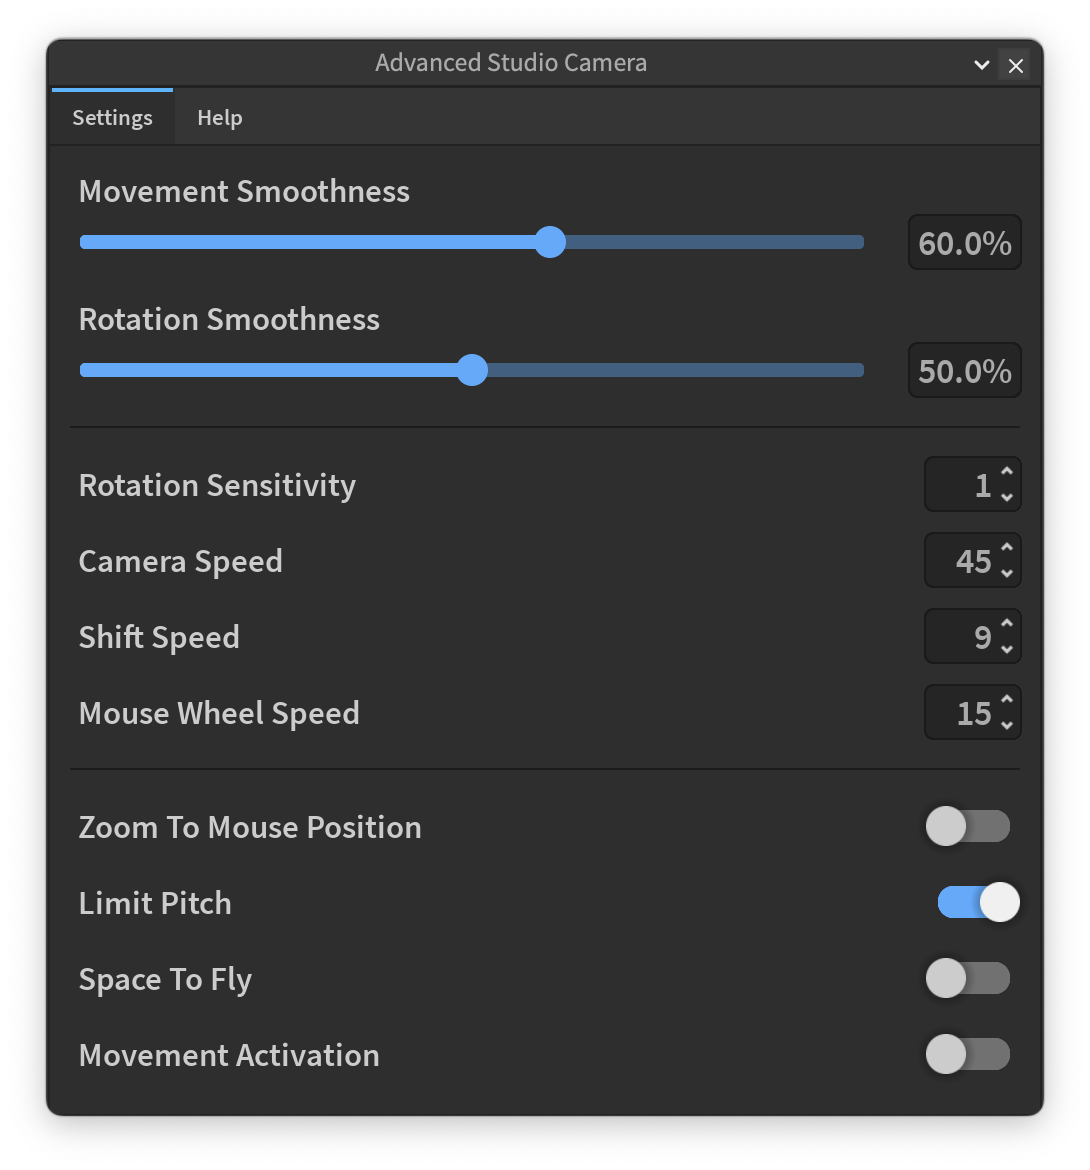 Advanced Studio Camera
Settings Help
Movement Smoothness
60.0%
Rotation Smoothness
50.0%
Rotation Sensitivity 1
Camera Speed 45
Shift Speed 9
Mouse Wheel Speed 15
Zoom To Mouse Position
Limit Pitch
Space To Fly
Movement Activation